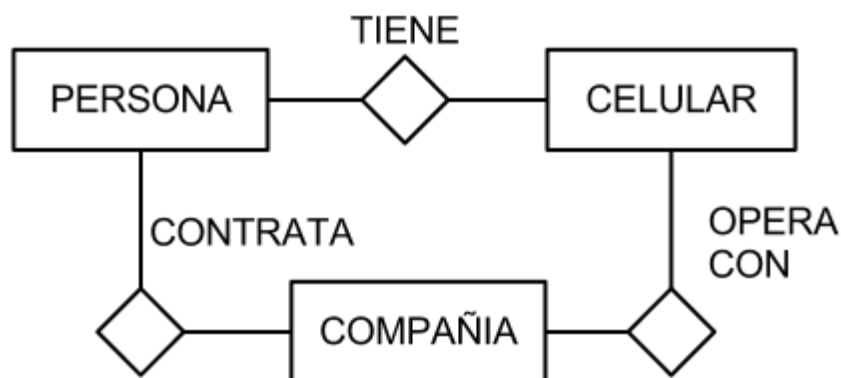 TIENE
PERSONA
CELULAR
CONTRATA
OPERA
CON
COMPAÑIA